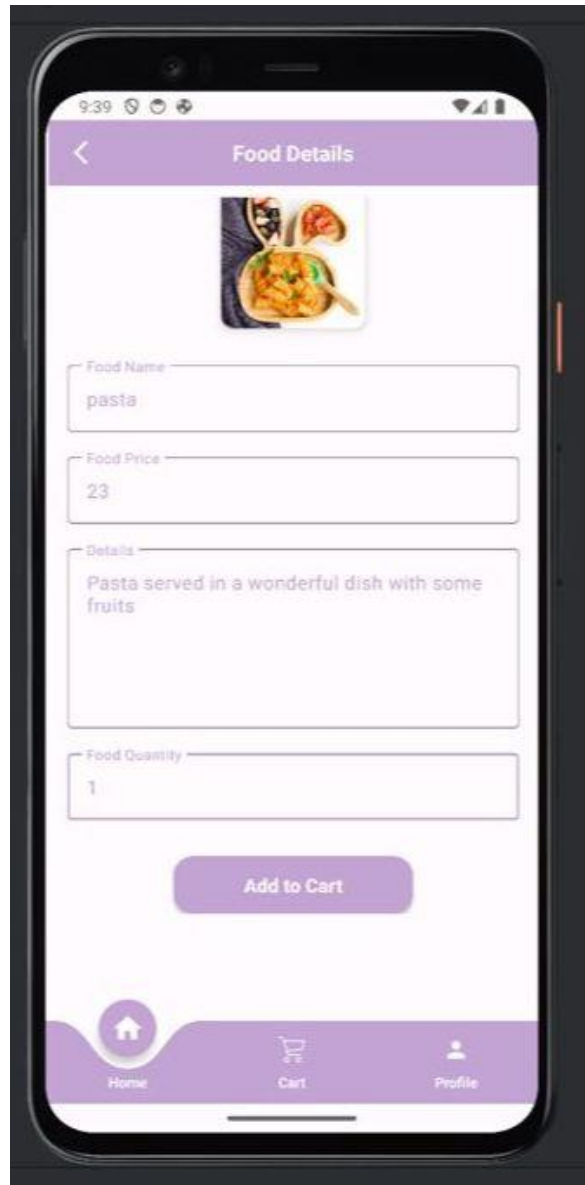 9:39
Food Details
Food Name
pasta
Food Price
23
Details
Pasta served in a wonderful dish with some
fruits
Food Quantity
1
Add to Cart
Home
Cart
Profile